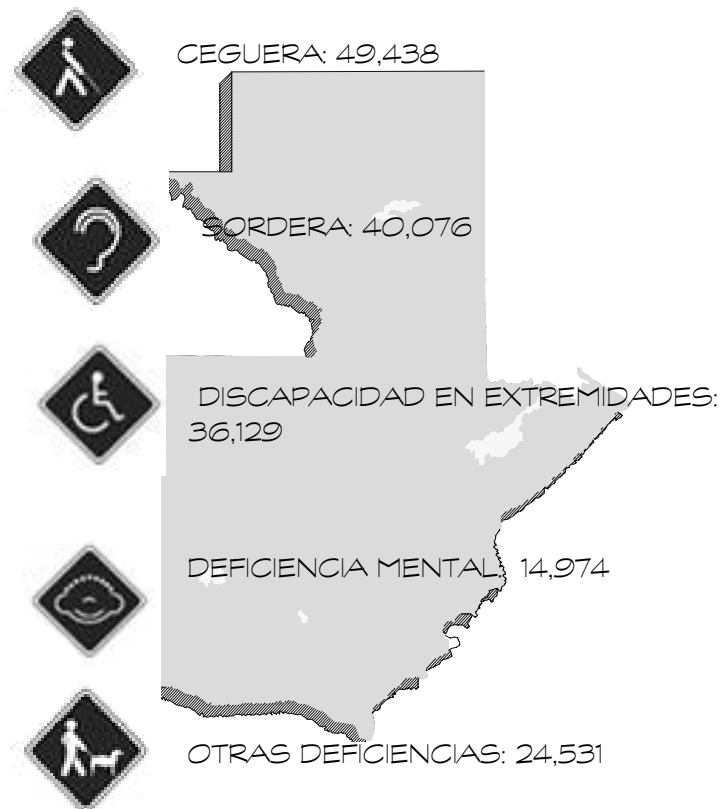 CEGUERA: 49,438
SORDERA: 40,076
DISCAPACIDAD EN EXTREMIDADES:
36,129
DEFICIENCIA MENTAL: 14,974
OTRAS DEFICIENCIAS: 24,531